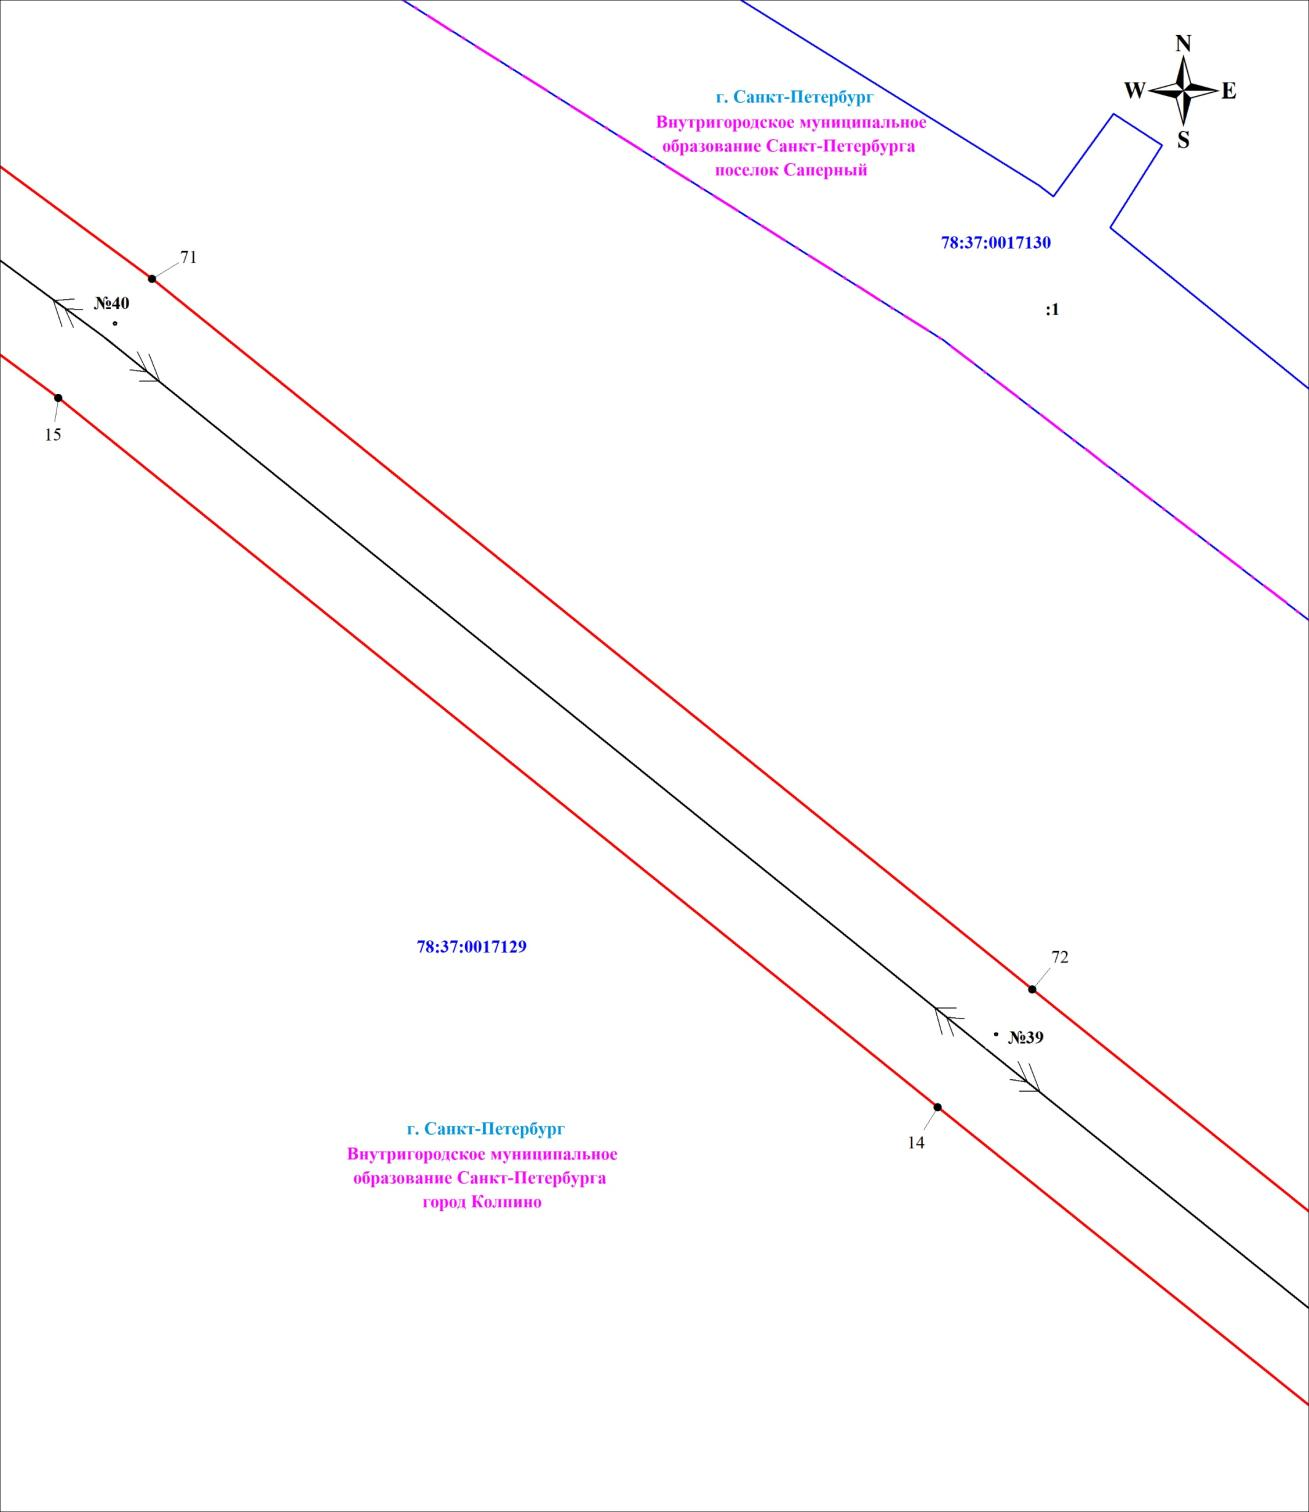 N
W E
S
г. Санкт-Петербург
Внутригородское муниципальное
образование Санкт-Петербурга
поселок Саперный
78:37:0017130
:1
71
№40
15
78:37:0017129
72
№39
14
г. Санкт-Петербург
Внутригородское муниципальное
образование Санкт-Петербурга
город Колпино